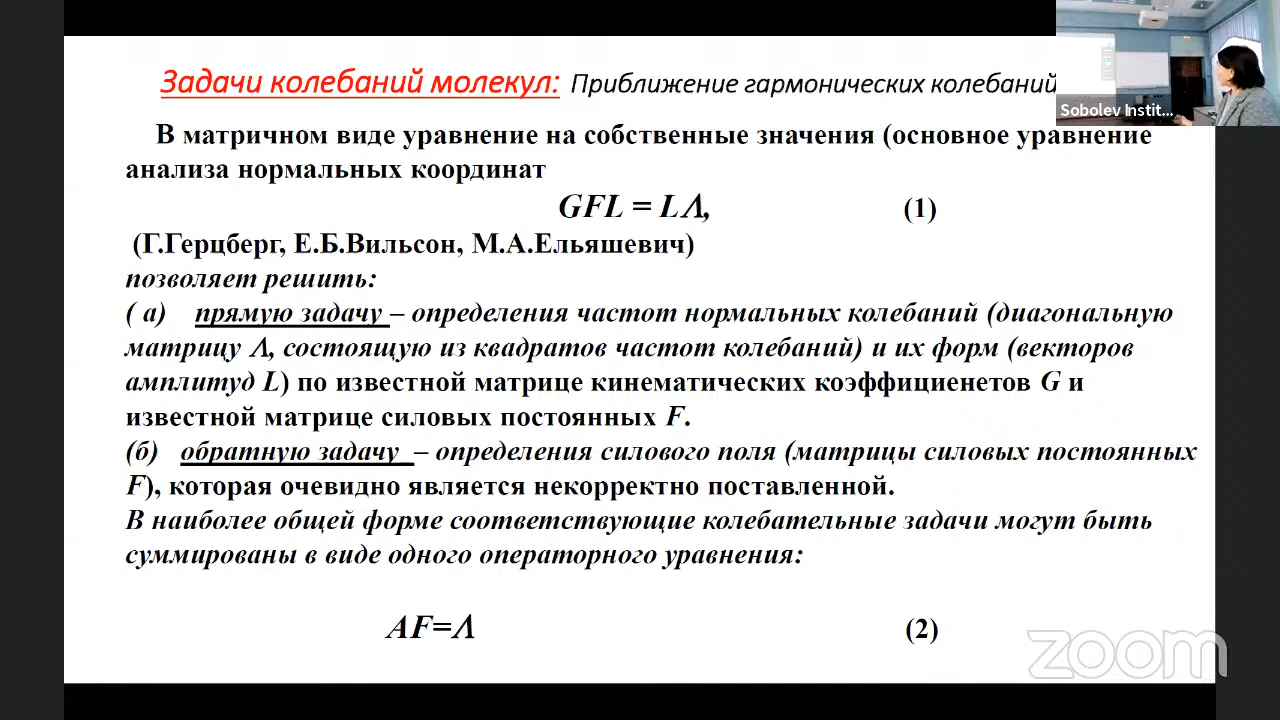 Задачи колебаний молекул: Приближение гармонических колебаний
Sobolev Instit...
В матричном виде уравнение на собственные значения (основное уравнение
анализа нормальных координат
GFL = LΛ, (1)
(Г.Герцберг, Е.Б.Вильсон, М.А.Ельяшевич)
позволяет решить:
( а) прямую задачу – определения частот нормальных колебаний (диагональную
матрицу Λ, состоящую из квадратов частот колебаний) и их форм (векторов
амплитуд L) по известной матрице кинематических коэффициенетов G и
известной матрице силовых постоянных F.
(б) обратную задачу – определения силового поля (матрицы силовых постоянных
F), которая очевидно является некорректно поставленной.
В наиболее общей форме соответствующие колебательные задачи могут быть
суммированы в виде одного операторного уравнения:
AF=Λ (2)
zoom